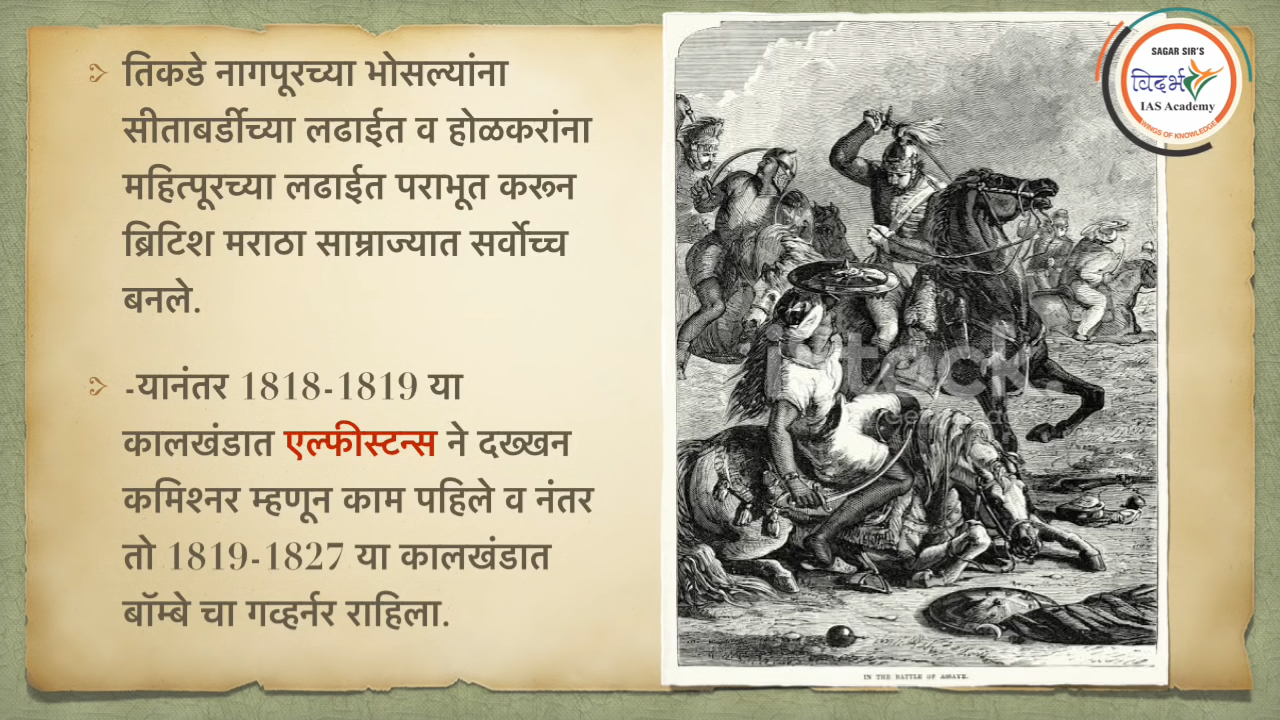 तिकडे नागपूरच्या भोसल्यांना
सीताबर्डीच्या लढाईत व होळकरांना
महित्पूरच्या लढाईत पराभूत करून
ब्रिटिश मराठा साम्राज्यात सर्वोच्च
बनले.
-यानंतर 1818-1819 या
कालखंडात एल्फीस्टन्स ने दख्खन
कमिश्नर म्हणून काम पहिले व नंतर
तो 1819-1827 या कालखंडात
बॉम्बे चा गव्हर्नर राहिला.
SAGAR SIR'S
विदर्भ
IAS Academy
WINGS OF KNOWLEDGE
IN THE BATTLE OF ASSAYE.